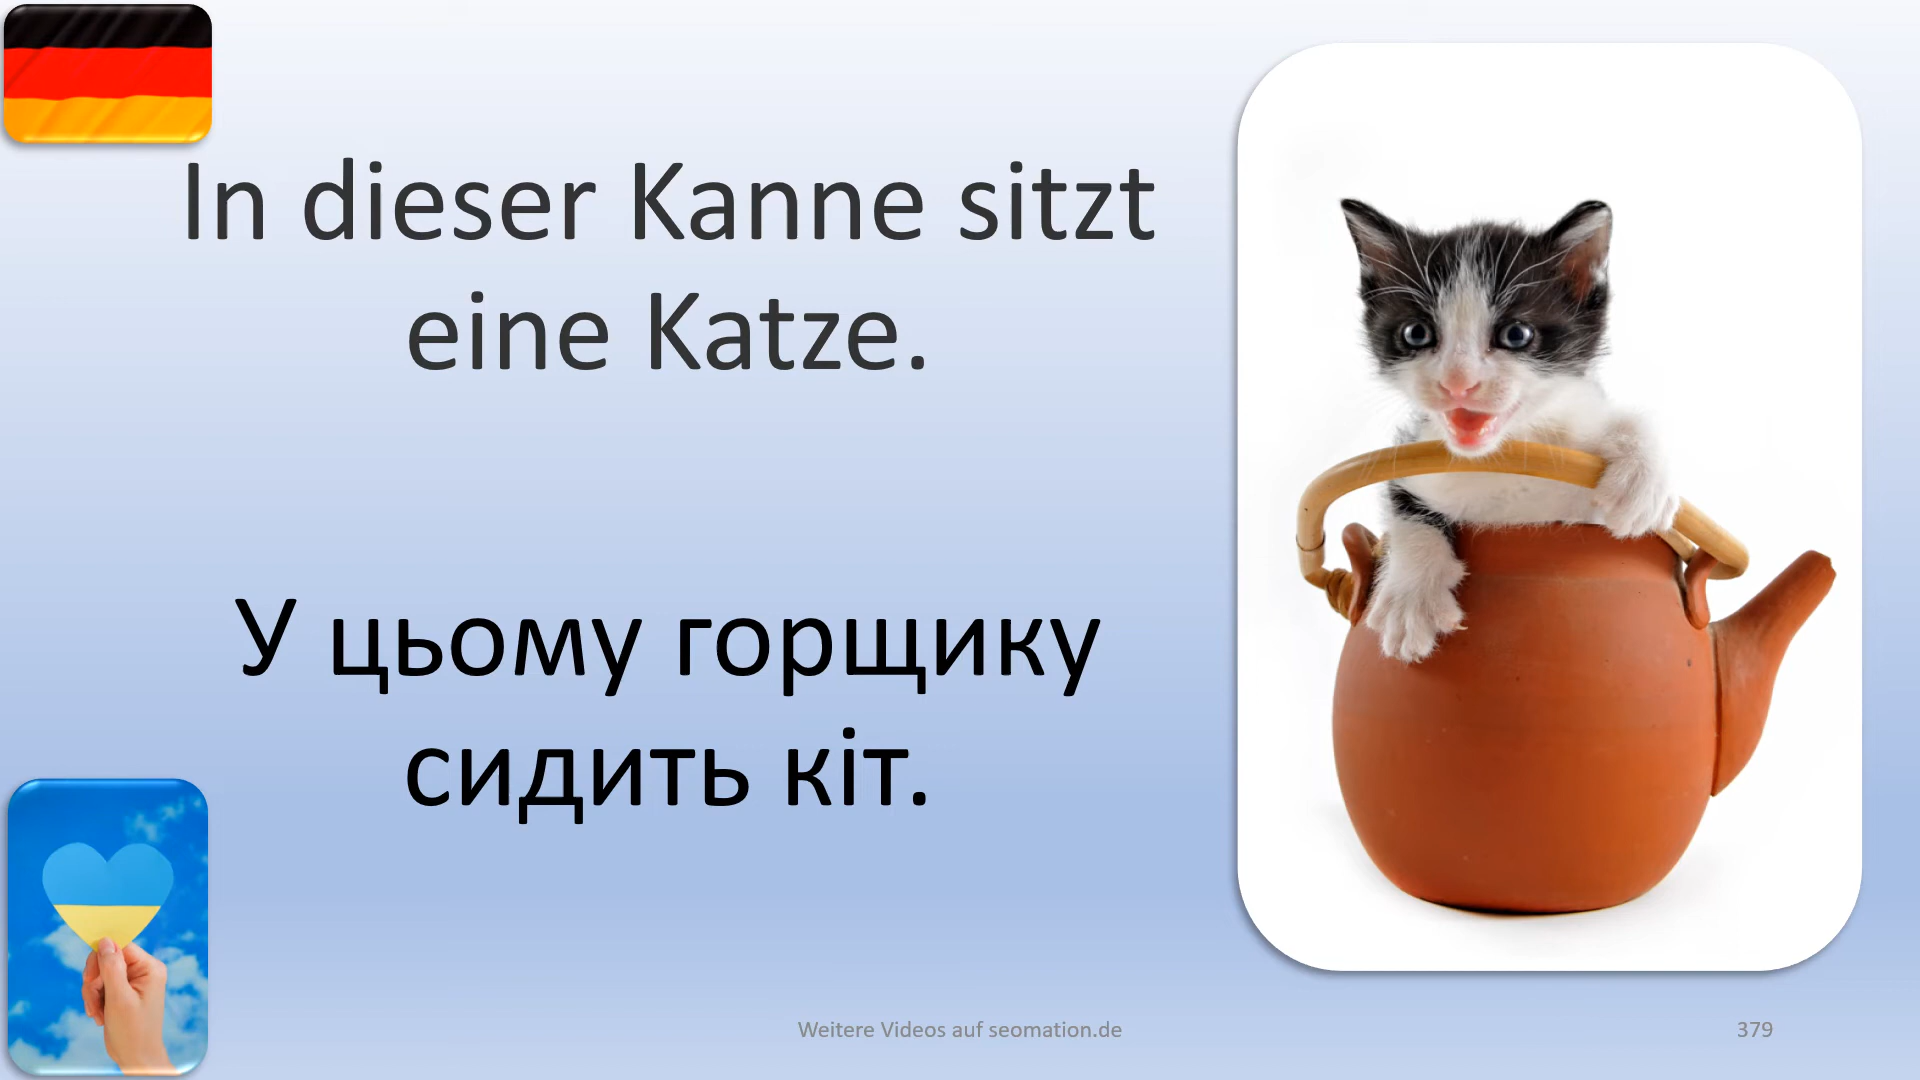 In dieser Kanne sitzt
eine Katze.
У цьому горщику
сидить кіт.
Weitere Videos auf seomation.de
379